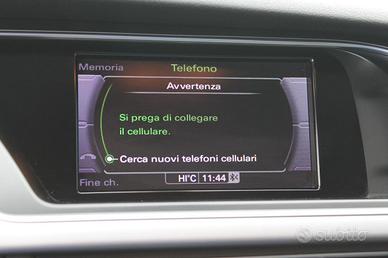 Memoria
Telefono
Avvertenza
Si prega di collegare
il cellulare.
Cerca nuovi telefoni cellulari
Fine ch.
HI°C 11:44
subito